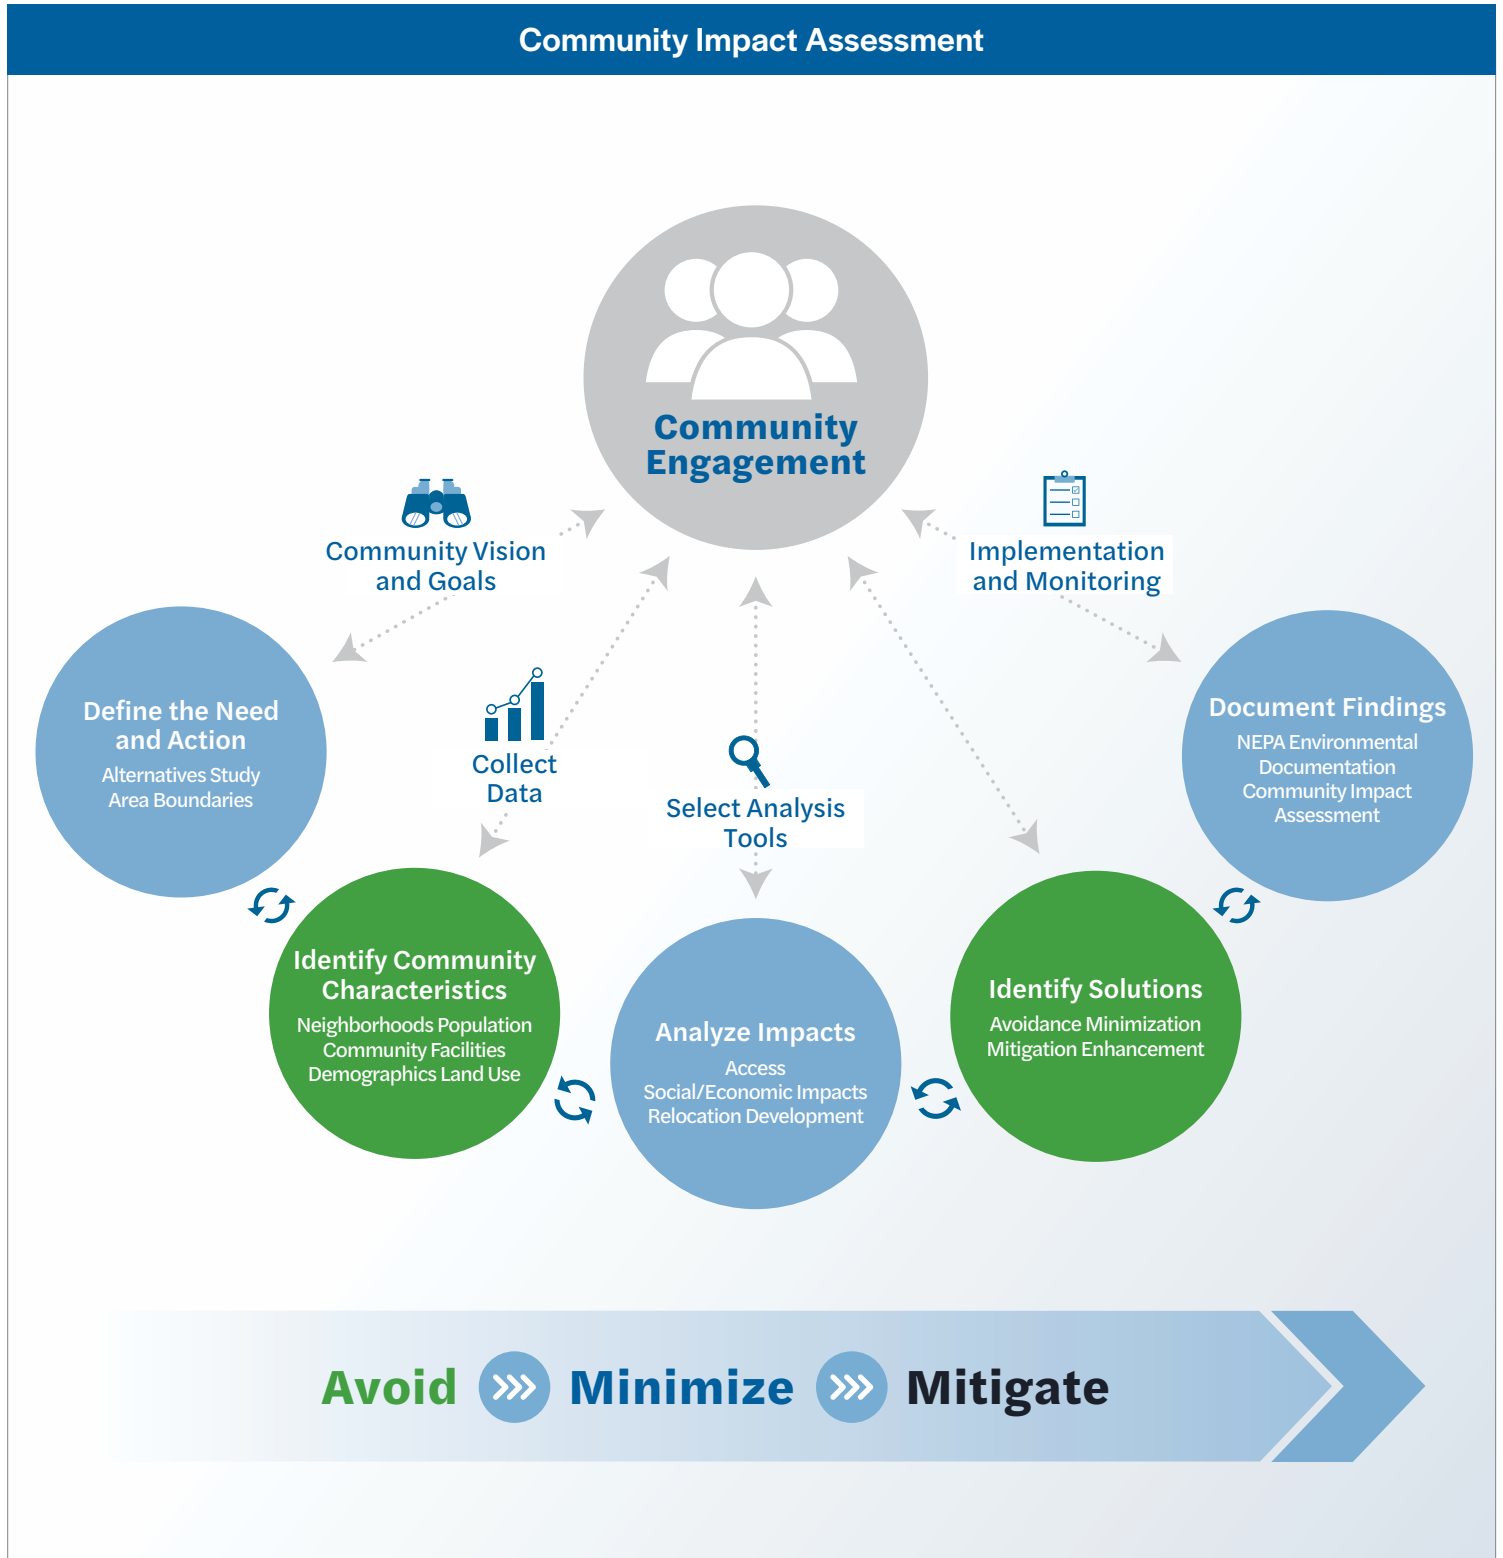 Community Impact Assessment
Community
Engagement
Community Vision
and Goals
Implementation
and Monitoring
Collect
Data
Select Analysis
Tools
Define the Need
and Action
Alternatives Study
Area Boundaries
Identify Community
Characteristics
Neighborhoods Population
Community Facilities
Demographics Land Use
Analyze Impacts
Access
Social/Economic Impacts
Relocation Development
Identify Solutions
Avoidance Minimization
Mitigation Enhancement
Document Findings
NEPA Environmental
Documentation
Community Impact
Assessment
Avoid Minimize Mitigate